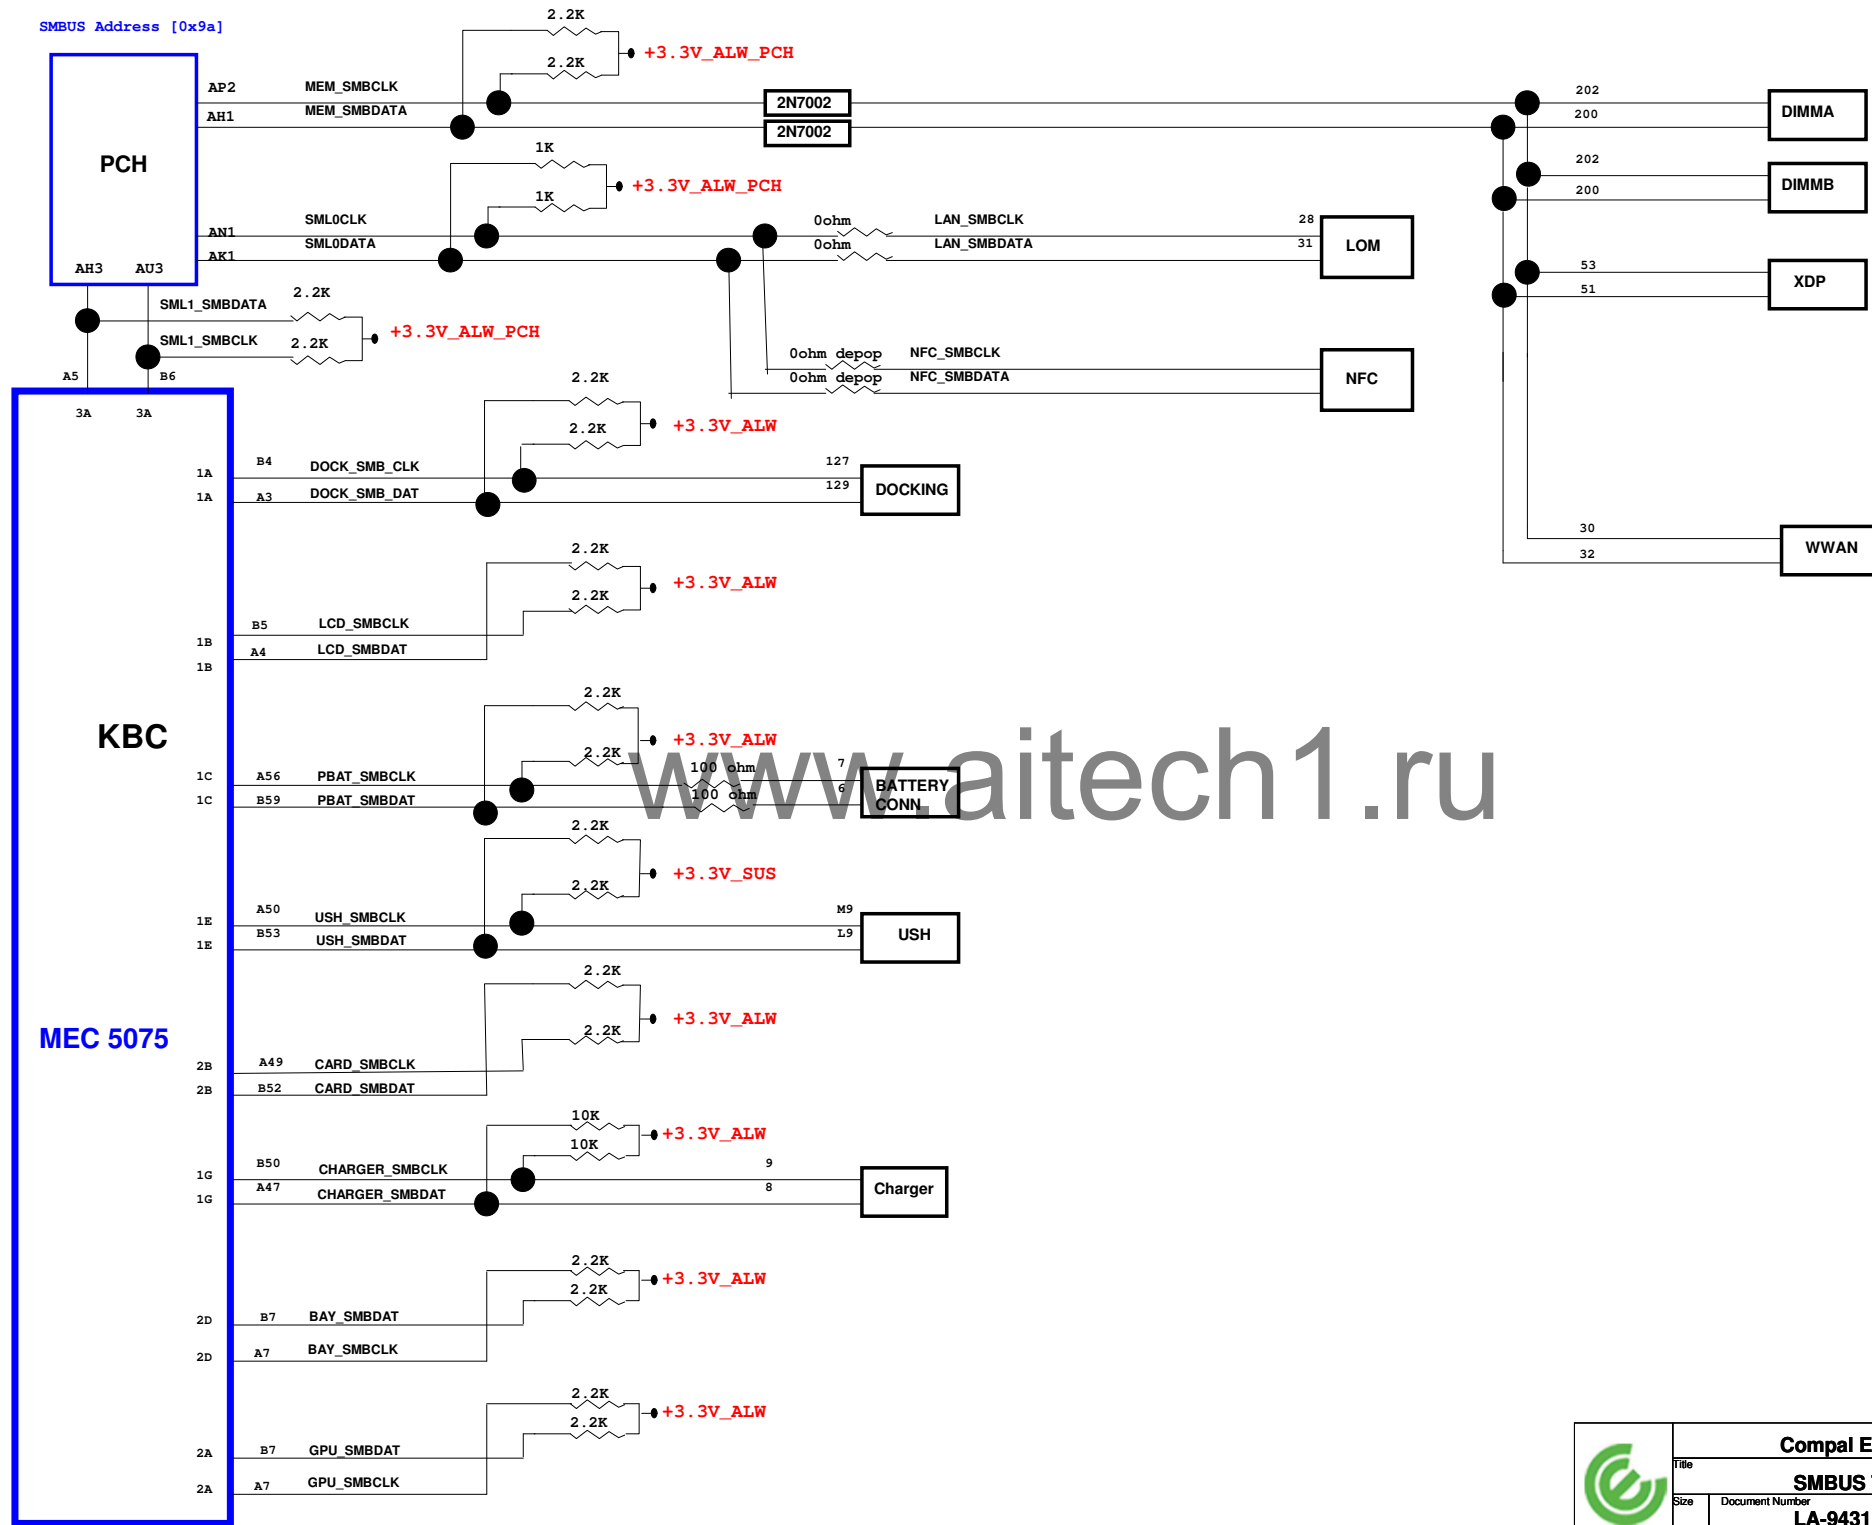 SMBUS Address [0x9a]
2.2K
+3.3V_ALW_PCH
2.2K
AP2 MEM_SMBCLK 2N7002 202 DIMMA
AH1 MEM_SMBDATA 2N7002 200
PCH
1K
+3.3V_ALW_PCH
1K
202 DIMMB
200
AN1 SML0CLK 0ohm LAN_SMBCLK 28 LOM
AK1 SML0DATA 0ohm LAN_SMBDATA 31
53 XDP
51
AH3 AU3
SML1_SMBDATA 2.2K
+3.3V_ALW_PCH
SML1_SMBCLK 2.2K
0ohm depop NFC_SMBCLK NFC
0ohm depop NFC_SMBDATA
A5 B6
3A 3A
2.2K
+3.3V_ALW
2.2K
1A B4 DOCK_SMB_CLK 127 DOCKING
1A A3 DOCK_SMB_DAT 129
30 WWAN
32
2.2K
+3.3V_ALW
2.2K
1B B5 LCD_SMBCLK
1B A4 LCD_SMBDAT
KBC
2.2K
+3.3V_ALW
2.2K
1C A56 PBAT_SMBCLK 100 ohm 7 BATTERY
1C B59 PBAT_SMBDAT 100 ohm 6 CONN
www.aitech1.ru
2.2K
+3.3V_SUS
2.2K
1E A50 USH_SMBCLK M9 USH
1E B53 USH_SMBDAT L9
MEC 5075
2.2K
+3.3V_ALW
2.2K
2B A49 CARD_SMBCLK
2B B52 CARD_SMBDAT
10K
+3.3V_ALW
10K
1G B50 CHARGER_SMBCLK 9 Charger
1G A47 CHARGER_SMBDAT 8
2.2K
+3.3V_ALW
2.2K
2D B7 BAY_SMBDAT
2D A7 BAY_SMBCLK
2.2K
+3.3V_ALW
2.2K
2A B7 GPU_SMBDAT
2A A7 GPU_SMBCLK
Compal E
Title
SMBUS
Size Document Number
LA-9431